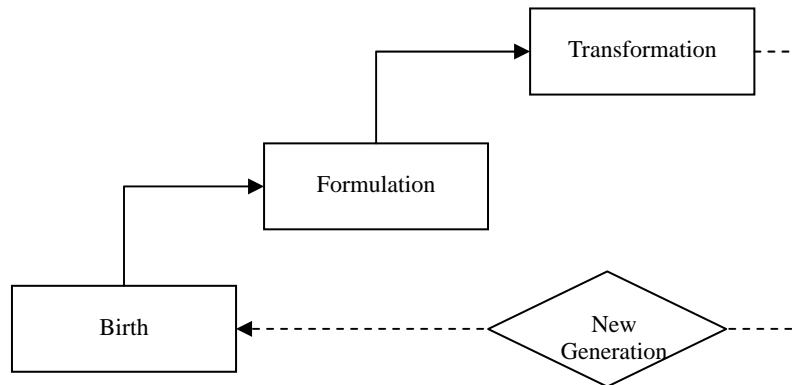 Transformation
Formulation
Birth
New
Generation